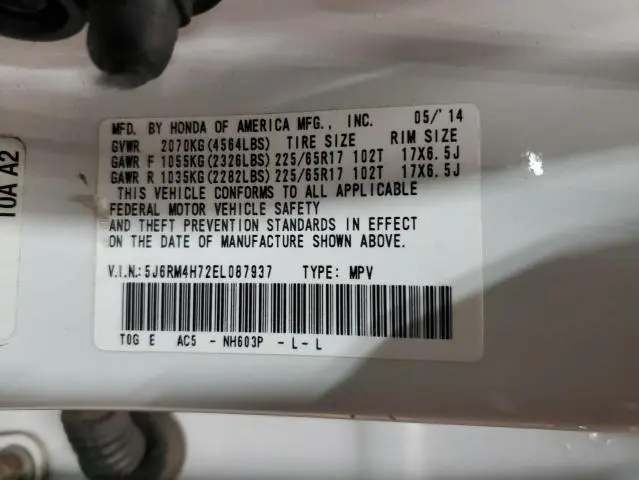 MFD. BY HONDA OF AMERICA MFG., INC. 05/'14
GVWR 2070KG(4564LBS) TIRE SIZE RIM SIZE
GAWR F 1055KG(2326LBS) 225/65R17 102T 17X6.5J
GAWR R 1035KG(2282LBS) 225/65R17 102T 17X6.5J
THIS VEHICLE CONFORMS TO ALL APPLICABLE
FEDERAL MOTOR VEHICLE SAFETY
AND THEFT PREVENTION STANDARDS IN EFFECT
ON THE DATE OF MANUFACTURE SHOWN ABOVE.
V.I.N.:5J6RM4H72EL087937 TYPE: MPV
T0G E AC5 - NH603P - L - L
T0A A2